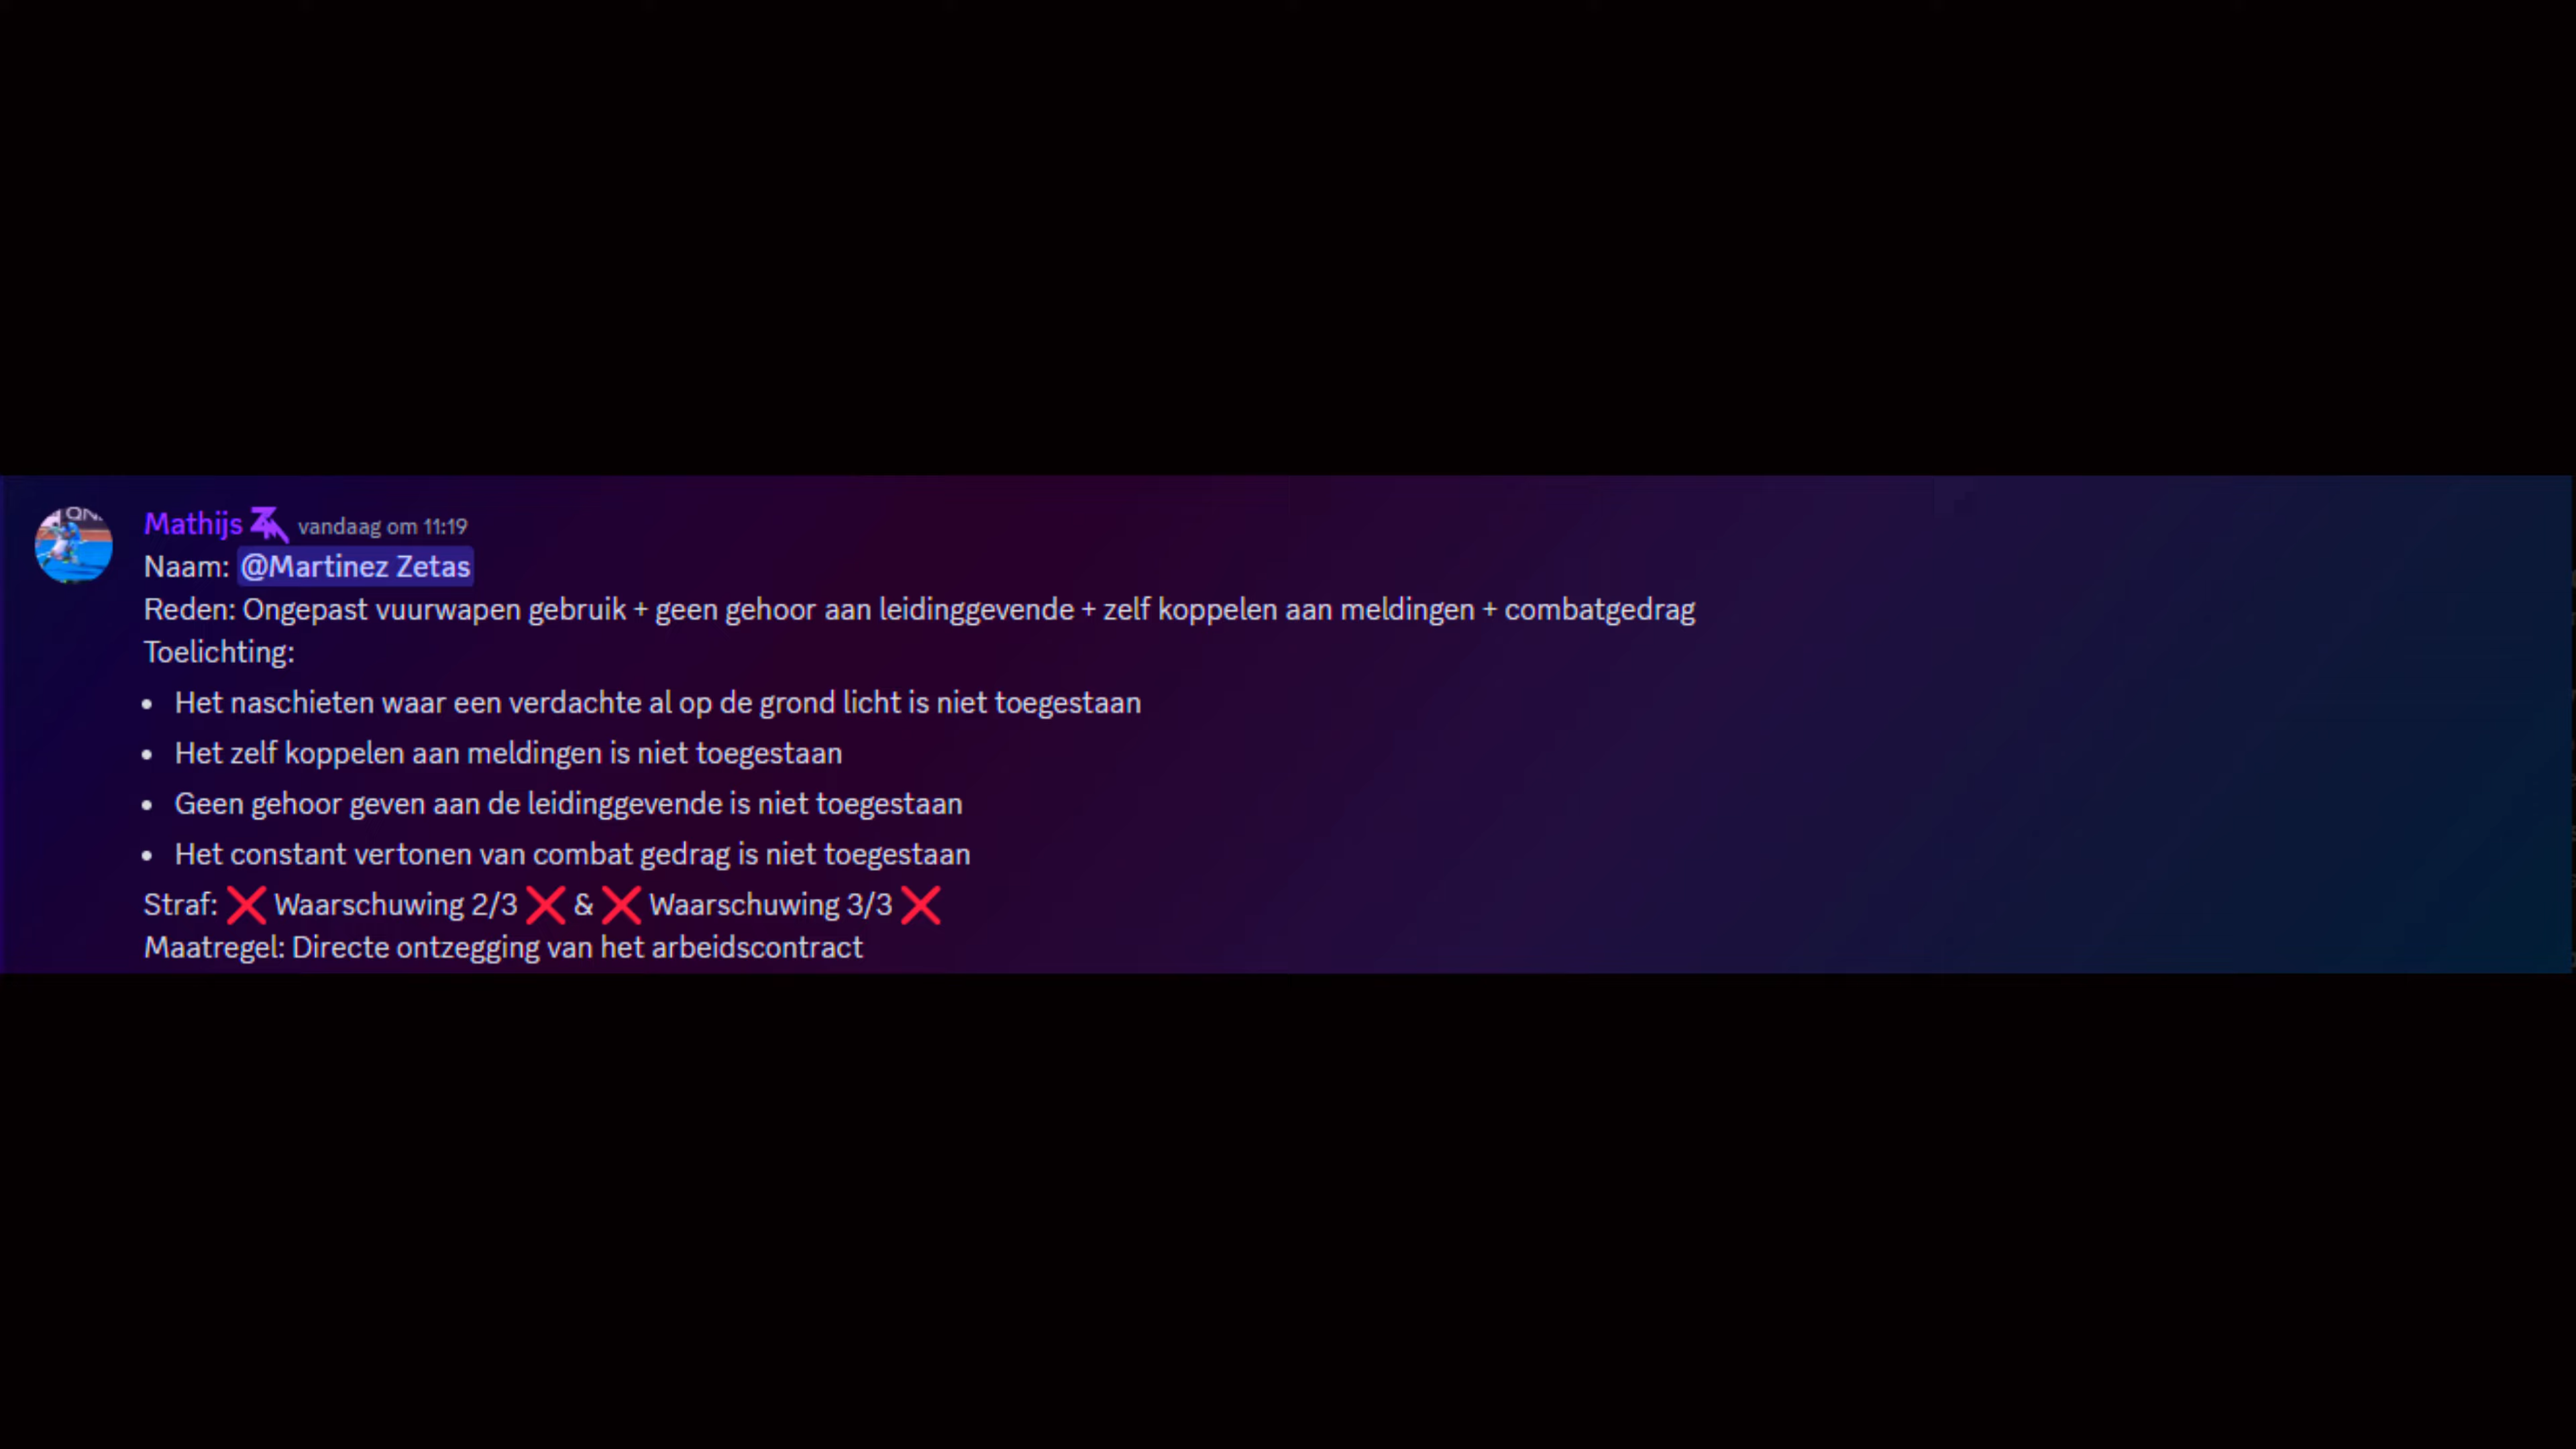 Mathijs vandaag om 11:19
Naam: @Martinez Zetas
Reden: Ongepast vuurwapen gebruik + geen gehoor aan leidinggevende + zelf koppelen aan meldingen + combatgedrag
Toelichting:
• Het naschieten waar een verdachte al op de grond licht is niet toegestaan
• Het zelf koppelen aan meldingen is niet toegestaan
• Geen gehoor geven aan de leidinggevende is niet toegestaan
• Het constant vertonen van combat gedrag is niet toegestaan
Straf: ❌ Waarschuwing 2/3 ❌ & ❌ Waarschuwing 3/3 ❌
Maatregel: Directe ontzegging van het arbeidscontract